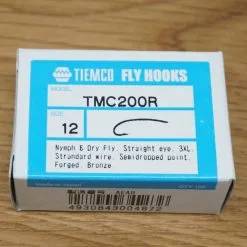 TIEMCO FLY HOOKS
MODEL
TMC200R
SIZE
12
Nymph & Dry Fly. Straight eye. 3XL.
Strandard wire. Semidropped point.
Forged. Bronze
Made in Japan
QTY 100
4930843004672